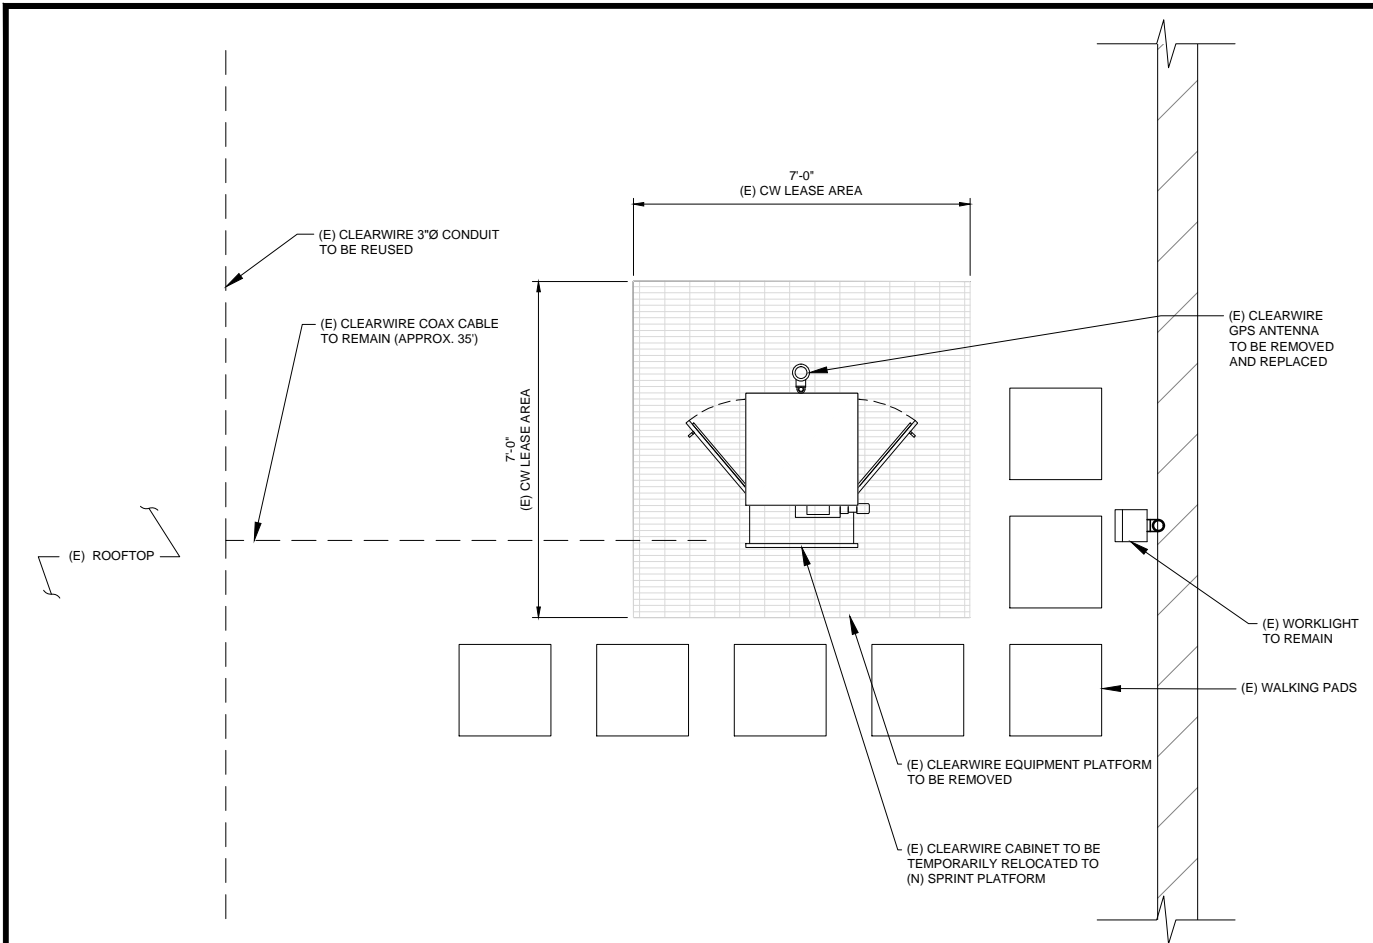 7'-0"
(E) CW LEASE AREA
(E) CLEARWIRE 3"Ø CONDUIT
TO BE REUSED
(E) CLEARWIRE COAX CABLE
TO REMAIN (APPROX. 35')
(E) CLEARWIRE
GPS ANTENNA
TO BE REMOVED
AND REPLACED
7'-0"
(E) CW LEASE AREA
(E) ROOFTOP
(E) WORKLIGHT
TO REMAIN
(E) WALKING PADS
(E) CLEARWIRE EQUIPMENT PLATFORM
TO BE REMOVED
(E) CLEARWIRE CABINET TO BE
TEMPORARILY RELOCATED TO
(N) SPRINT PLATFORM